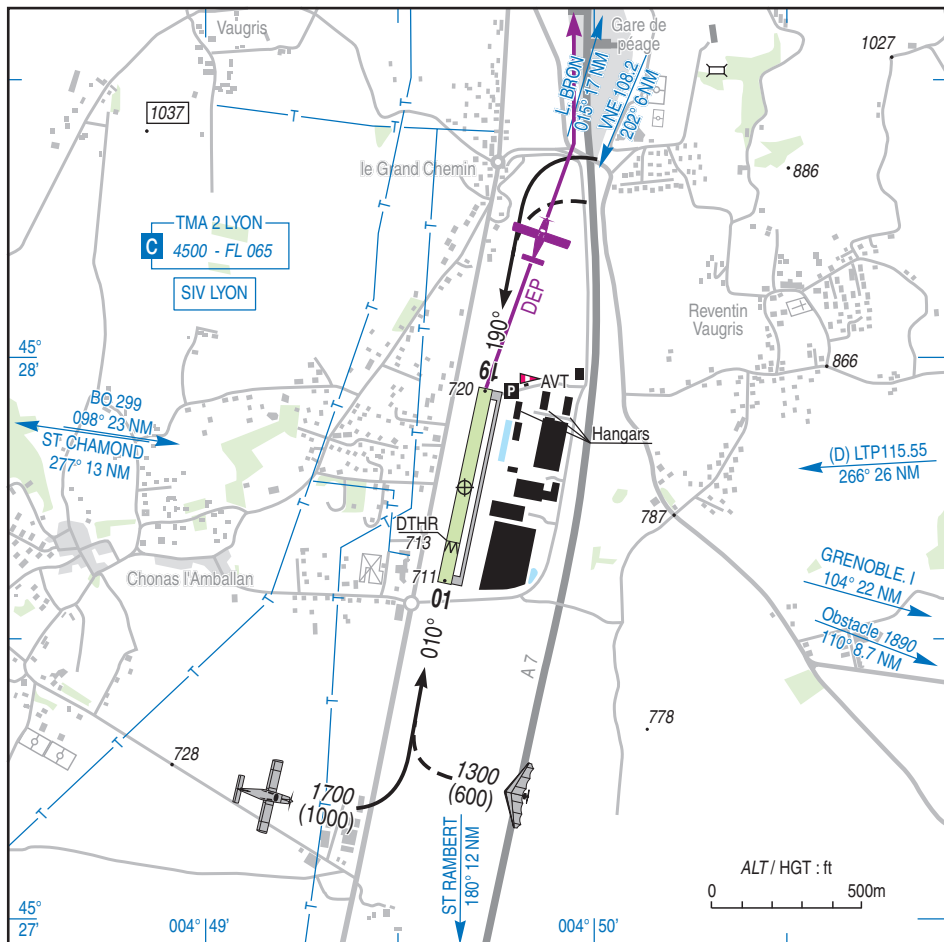 Vaugris
Gare de
péage
1027
L. BRON
015° 17 NM
VNE 108.2
202° 6 NM
1037
T
T
T
le Grand Chemin
886
TMA 2 LYON
C
4500 - FL 065
SIV LYON
T
T
DEP
Reventin
Vaugris
T
190°
45°
28'
19
720
P
AVT
866
BO 299
098° 23 NM
ST CHAMOND
277° 13 NM
Hangars
(D) LTP115.55
266° 26 NM
T
T
DTHR
713
787
711
Chonas l'Amballan
01
GRENOBLE. I
104° 22 NM
Obstacle 1890
110° 8.7 NM
010°
T
T
A 7
778
728
T
1700
(1000)
1300
(600)
ST RAMBERT
180° 12 NM
ALT / HGT : ft
0
500m
45°
27'
004° 49'
004° 50'